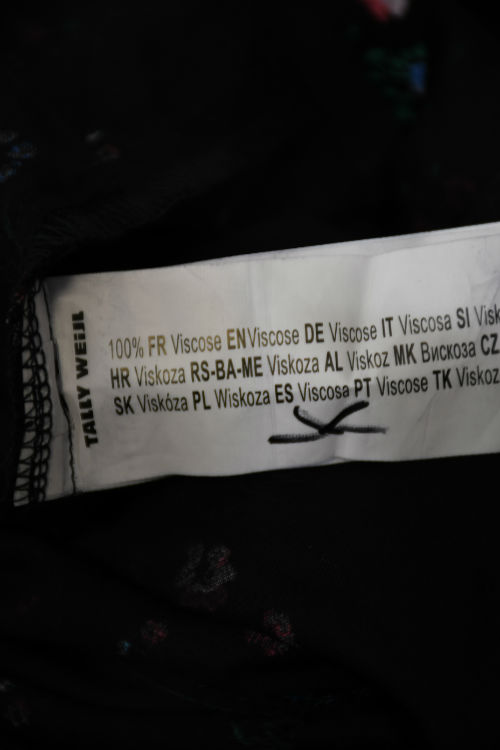 TALLY WEiJL
100% FR Viscose EN Viscose DE Viscose IT Viscosa SI Visk
HR Viskoza RS-BA-ME Viskoza AL Viskoz MK Вискоза CZ
SK Viskóza PL Wiskoza ES Viscosa PT Viscose TK Viskoz